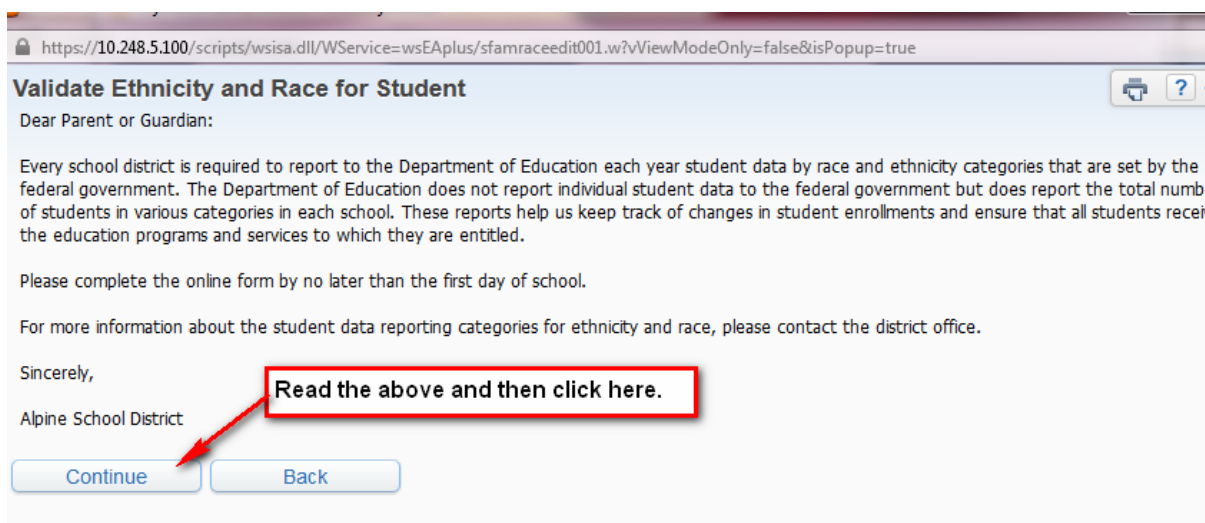 https://10.248.5.100/scripts/wsisa.dll/WService=wsEAplus/sfamraceedit001.w?vViewModeOnly=false&isPopup=true
Validate Ethnicity and Race for Student
?
Dear Parent or Guardian:
Every school district is required to report to the Department of Education each year student data by race and ethnicity categories that are set by the
federal government. The Department of Education does not report individual student data to the federal government but does report the total numb
of students in various categories in each school. These reports help us keep track of changes in student enrollments and ensure that all students recei
the education programs and services to which they are entitled.
Please complete the online form by no later than the first day of school.
For more information about the student data reporting categories for ethnicity and race, please contact the district office.
Sincerely,
Read the above and then click here.
Alpine School District
Continue Back